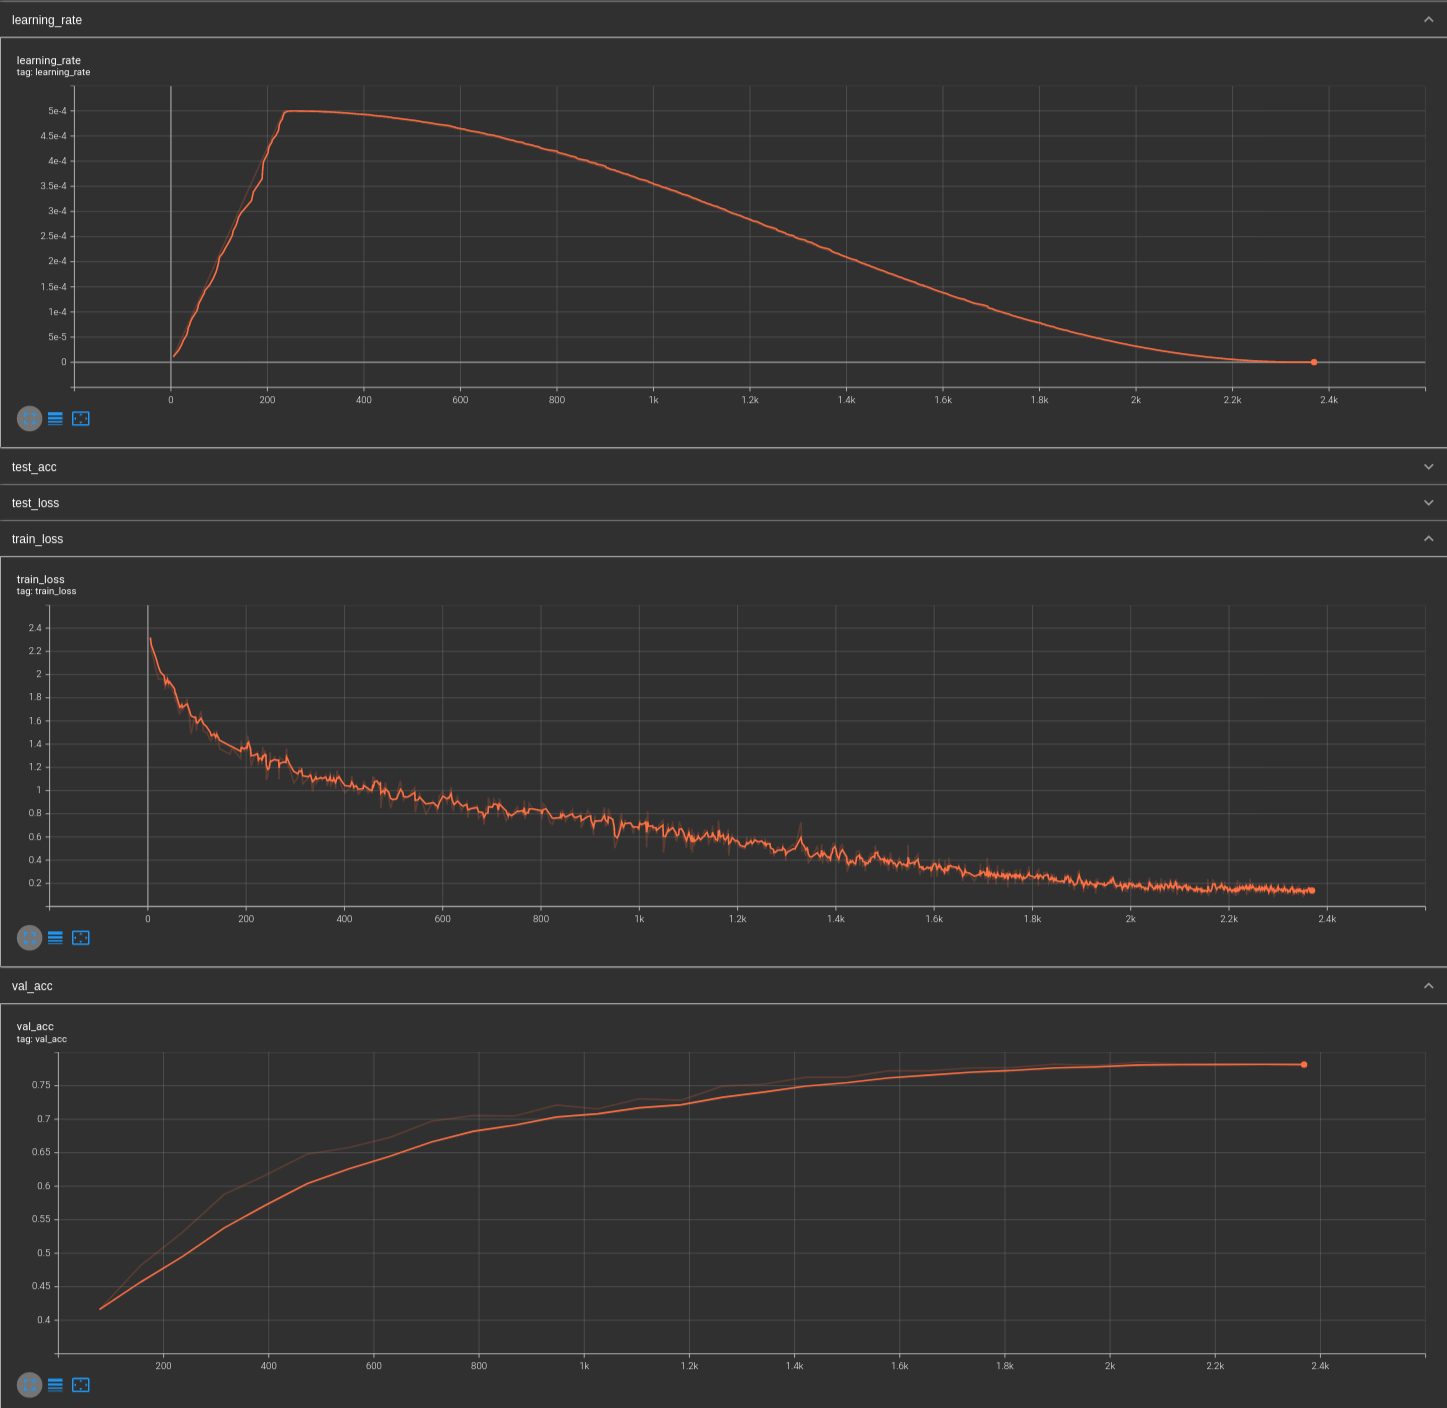 learning_rate
learning_rate
tag: learning_rate
5e-4
4.5e-4
4e-4
3.5e-4
3e-4
2.5e-4
2e-4
1.5e-4
1e-4
5e-5
0
0 200 400 600 800 1k 1.2k 1.4k 1.6k 1.8k 2k 2.2k 2.4k
test_acc
test_loss
train_loss
train_loss
tag: train_loss
2.4
2.2
2
1.8
1.6
1.4
1.2
1
0.8
0.6
0.4
0.2
0 200 400 600 800 1k 1.2k 1.4k 1.6k 1.8k 2k 2.2k 2.4k
val_acc
val_acc
tag: val_acc
0.75
0.7
0.65
0.6
0.55
0.5
0.45
0.4
200 400 600 800 1k 1.2k 1.4k 1.6k 1.8k 2k 2.2k 2.4k